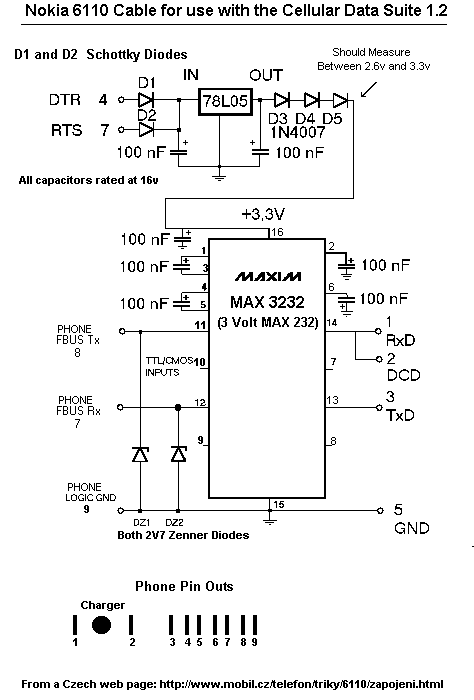 Nokia 6110 Cable for use with the Cellular Data Suite 1.2
D1 and D2 Schottky Diodes
Should Measure
Between 2.6v and 3.3v
D1
IN
OUT
DTR 4
78L05
D2
D3 D4 D5
RTS 7
1N4007
100 nF
100 nF
All capacitors rated at 16v
+3,3V
16
100 nF
1
2
100 nF
3
100 nF
MAXIM
4
6
100 nF
5
100 nF
MAX 3232
(3 Volt MAX 232)
PHONE
FBUS Tx
8
11
14
1
RxD
2
DCD
TTL/CMOS
INPUTS
10
7
PHONE
FBUS Rx
7
12
13
3
TxD
9
8
PHONE
LOGIC GND
9
15
5
GND
DZ1
DZ2
Both 2V7 Zenner Diodes
Phone Pin Outs
Charger
1 2 3 4 5 6 7 8 9
From a Czech web page: http://www.mobil.cz/telefon/triky/6110/zapojeni.html